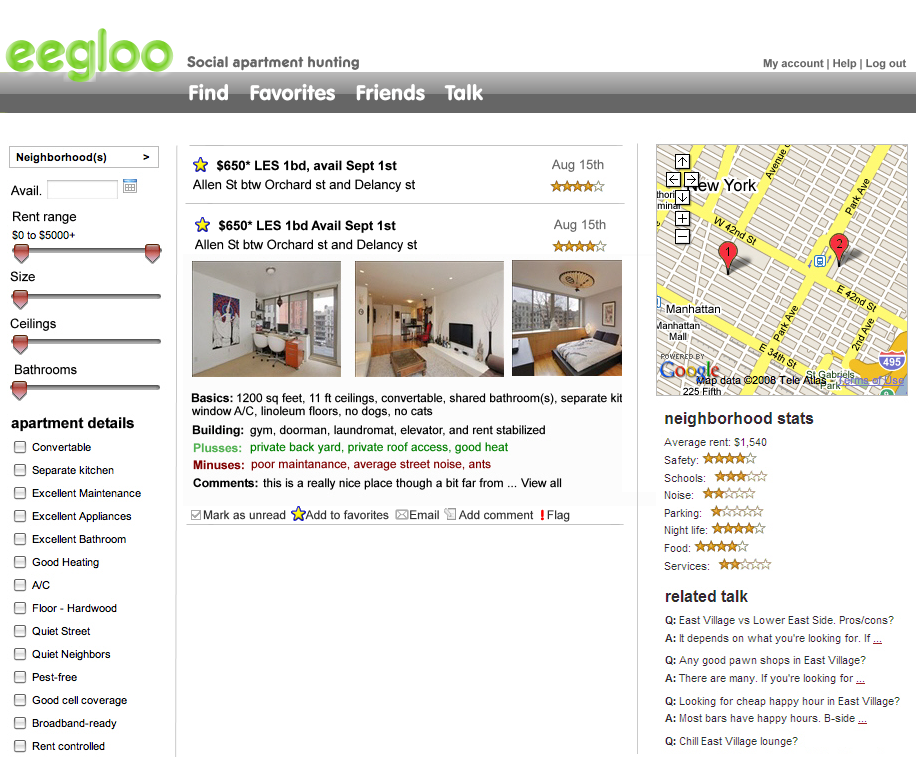 eegloo
Social apartment hunting
My account | Help | Log out
Find Favorites Friends Talk
Neighborhood(s) >
Avail.
Rent range
$0 to $5000+
Size
Ceilings
Bathrooms
apartment details
Convertable
Separate kitchen
Excellent Maintenance
Excellent Appliances
Excellent Bathroom
Good Heating
A/C
Floor - Hardwood
Quiet Street
Quiet Neighbors
Pest-free
Good cell coverage
Broadband-ready
Rent controlled
$650* LES 1bd, avail Sept 1st Aug 15th
Allen St btw Orchard st and Delancy st
$650* LES 1bd Avail Sept 1st Aug 15th
Allen St btw Orchard st and Delancy st
Basics: 1200 sq feet, 11 ft ceilings, convertable, shared bathroom(s), separate kit
window A/C, linoleum floors, no dogs, no cats
Building: gym, doorman, laundromat, elevator, and rent stabilized
Plusses: private back yard, private roof access, good heat
Minuses: poor maintanance, average street noise, ants
Comments: this is a really nice place though a bit far from ... View all
Mark as unread Add to favorites Email Add comment ! Flag
New York
Avenue
Park Ave
W 42nd St
1
2
E 42nd St
Manhattan
Manhattan
Mall
Park Ave
2nd Ave
E 34th St
495
St Gabriels
Park
POWERED BY
Google
Map data ©2008 Tele Atlas - Terms of Use
225 Fifth
neighborhood stats
Average rent: $1,540
Safety:
Schools:
Noise:
Parking:
Night life:
Food:
Services:
related talk
Q: East Village vs Lower East Side. Pros/cons?
A: It depends on what you're looking for. If ...
Q: Any good pawn shops in East Village?
A: There are many. If you're looking for ...
Q: Looking for cheap happy hour in East Village?
A: Most bars have happy hours. B-side ...
Q: Chill East Village lounge?